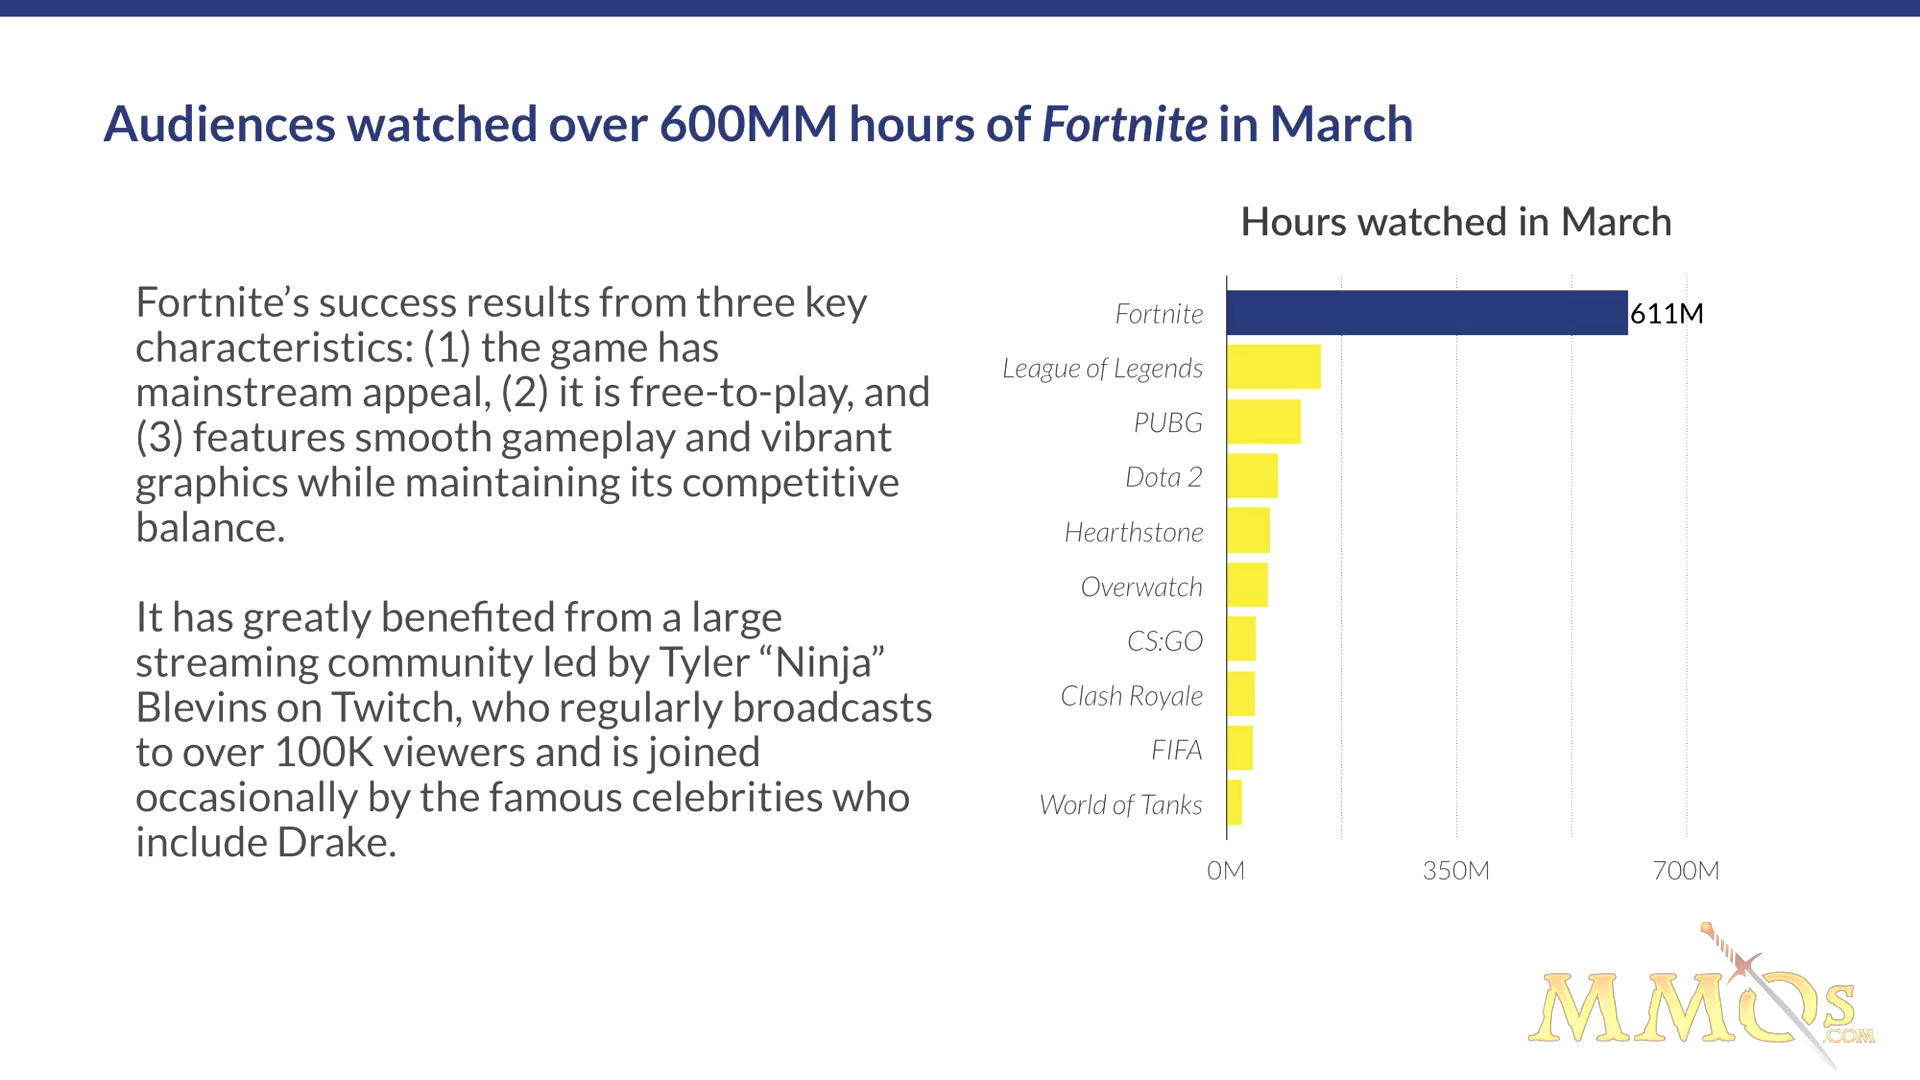 Audiences watched over 600MM hours of Fortnite in March
Fortnite’s success results from three key
characteristics: (1) the game has
mainstream appeal, (2) it is free-to-play, and
(3) features smooth gameplay and vibrant
graphics while maintaining its competitive
balance.
It has greatly benefited from a large
streaming community led by Tyler “Ninja”
Blevins on Twitch, who regularly broadcasts
to over 100K viewers and is joined
occasionally by the famous celebrities who
include Drake.
Hours watched in March
Fortnite
611M
League of Legends
PUBG
Dota 2
Hearthstone
Overwatch
CS:GO
Clash Royale
FIFA
World of Tanks
0M 350M 700M
MMOs
.COM